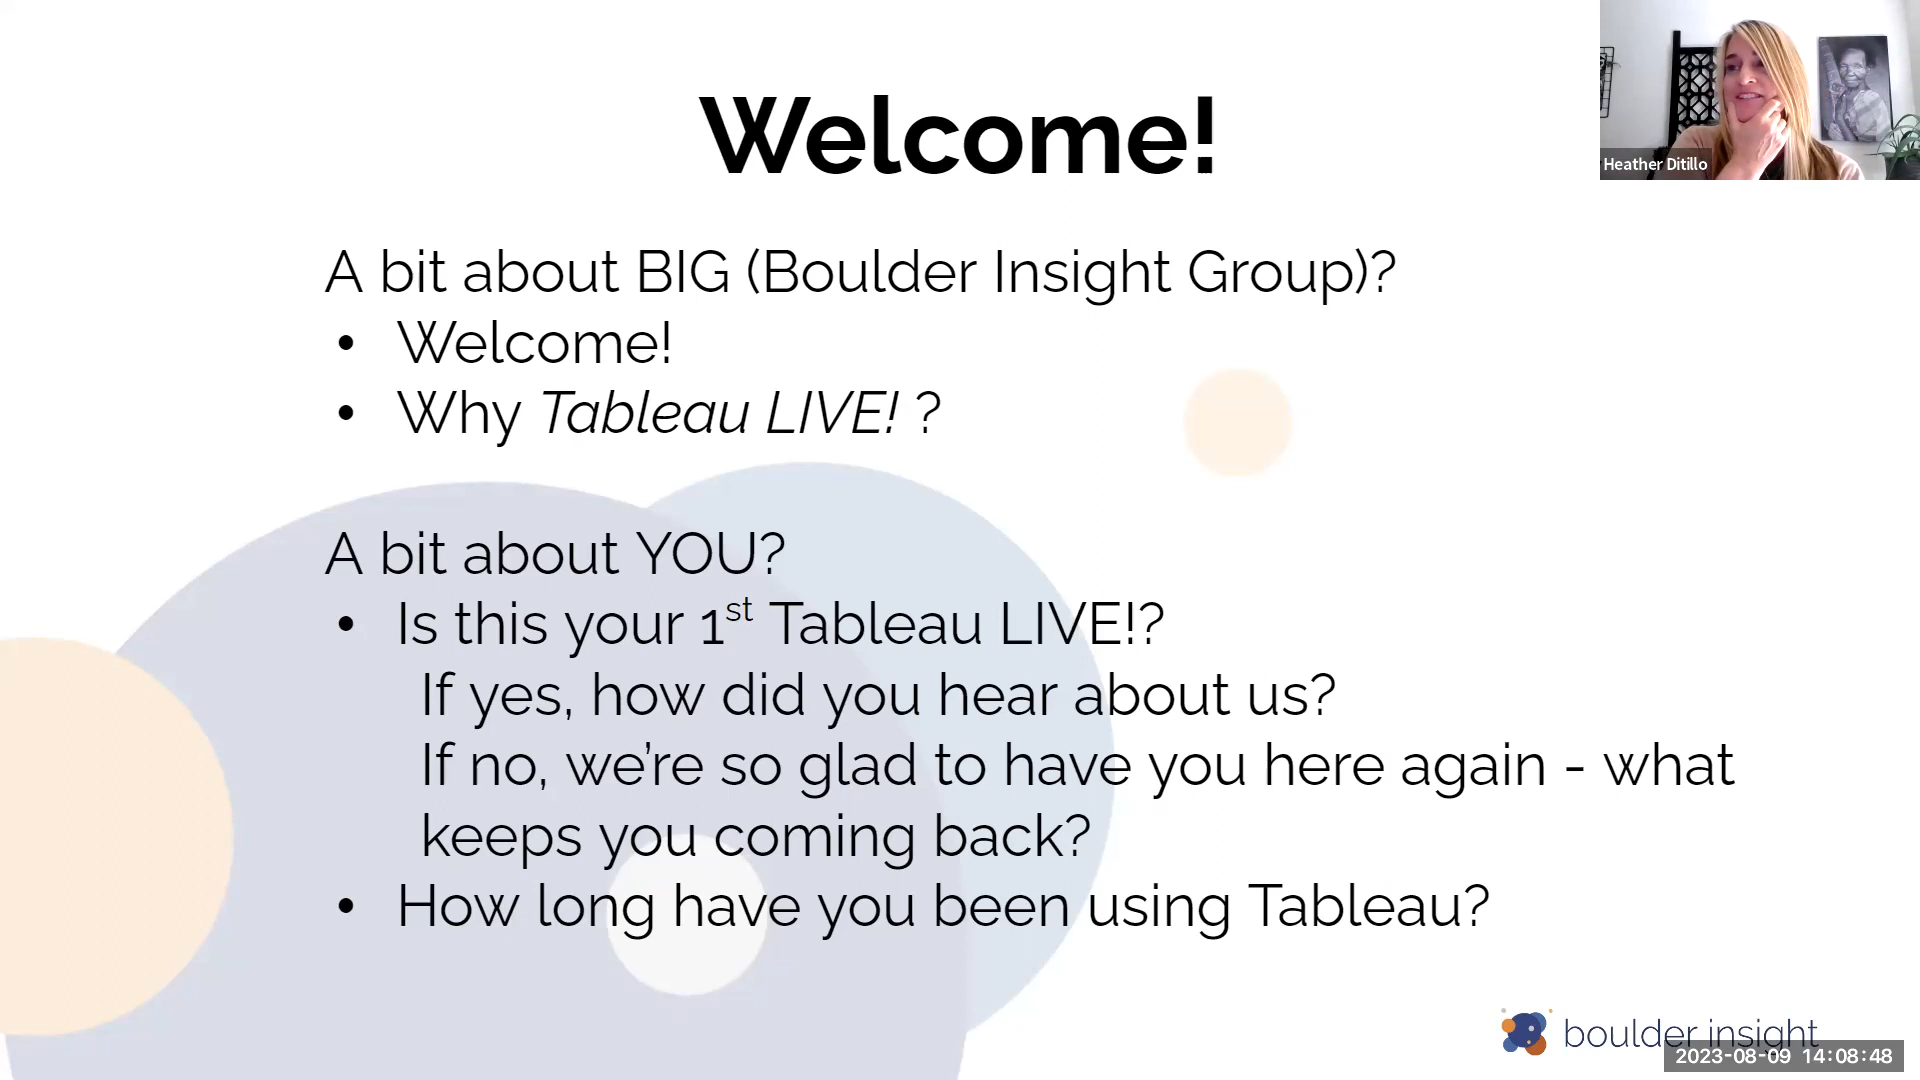 Welcome!
Heather Ditillo
A bit about BIG (Boulder Insight Group)?
• Welcome!
• Why Tableau LIVE! ?
A bit about YOU?
• Is this your 1st Tableau LIVE!?
If yes, how did you hear about us?
If no, we’re so glad to have you here again - what
keeps you coming back?
• How long have you been using Tableau?
boulder insight
2023-08-09 14:08:48